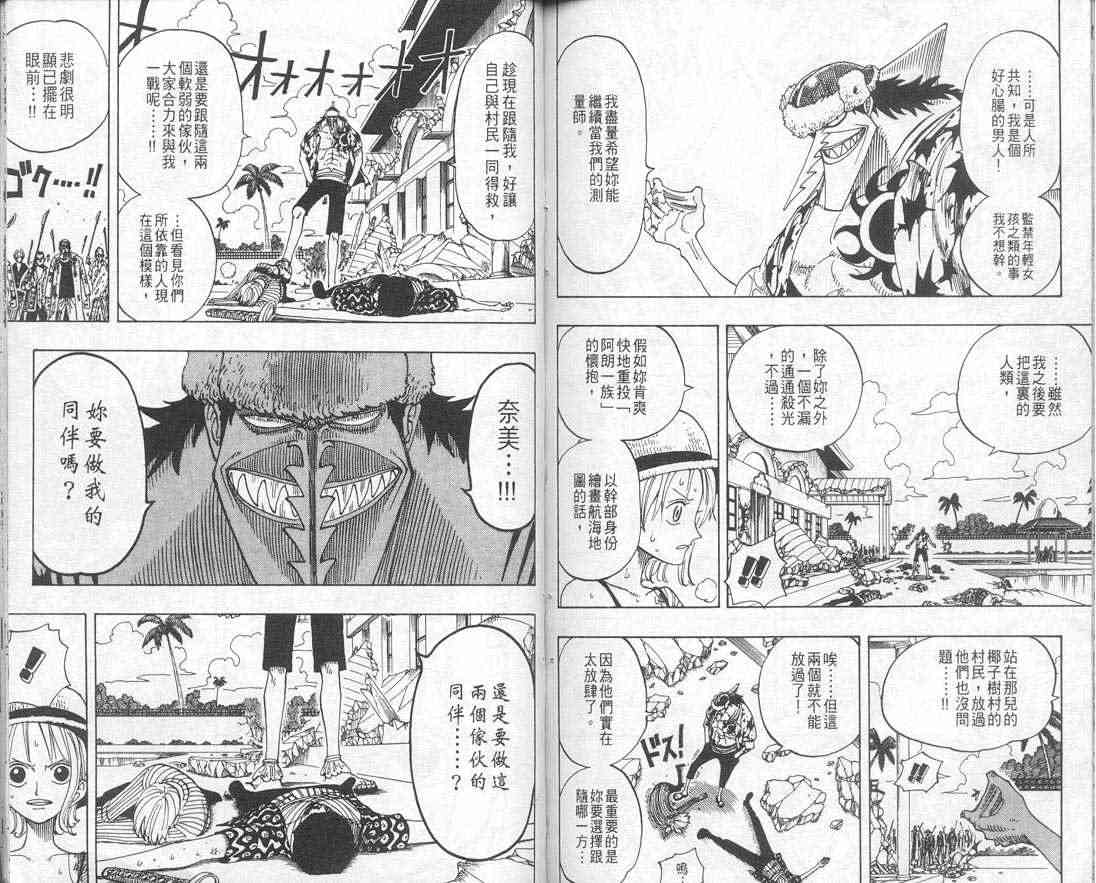 ……可是人所
共知，我是個
好心腸的男人！
監禁年輕女
孩之類的事
我不想幹。
我盡量希望妳能
繼續當我們的測
量師。
……雖然
我之後要
把這裏的
人類，
除了妳之外
，一個不漏
的通通殺光
，不過……
假如妳肯爽
快地重投「
阿朗一族」
的懷抱，
以幹部身份
繪畫航海地
圖的話，
!!
站在那兒的
椰子樹村的
村民，放過
他們也沒問
題……!!
唉……但這
兩個就不能
放過了！
因為他們實在
太放肆了。
ドス！
最重要的是
妳要選擇跟
隨哪一方…
嗚…
趁現在跟隨我，好讓
自己與村民一同得救，
オオオオオ
還是要跟隨這兩
個軟弱的傢伙，
大家合力來與我
一戰呢……!!
…但看見你們
所依靠的人現
在這個模樣，
悲劇很明
顯已擺在
眼前…!!
ゴク……!!
奈美…!!!
妳要做我的
同伴嗎？
還是要做這
兩個傢伙的
同伴……？
!!